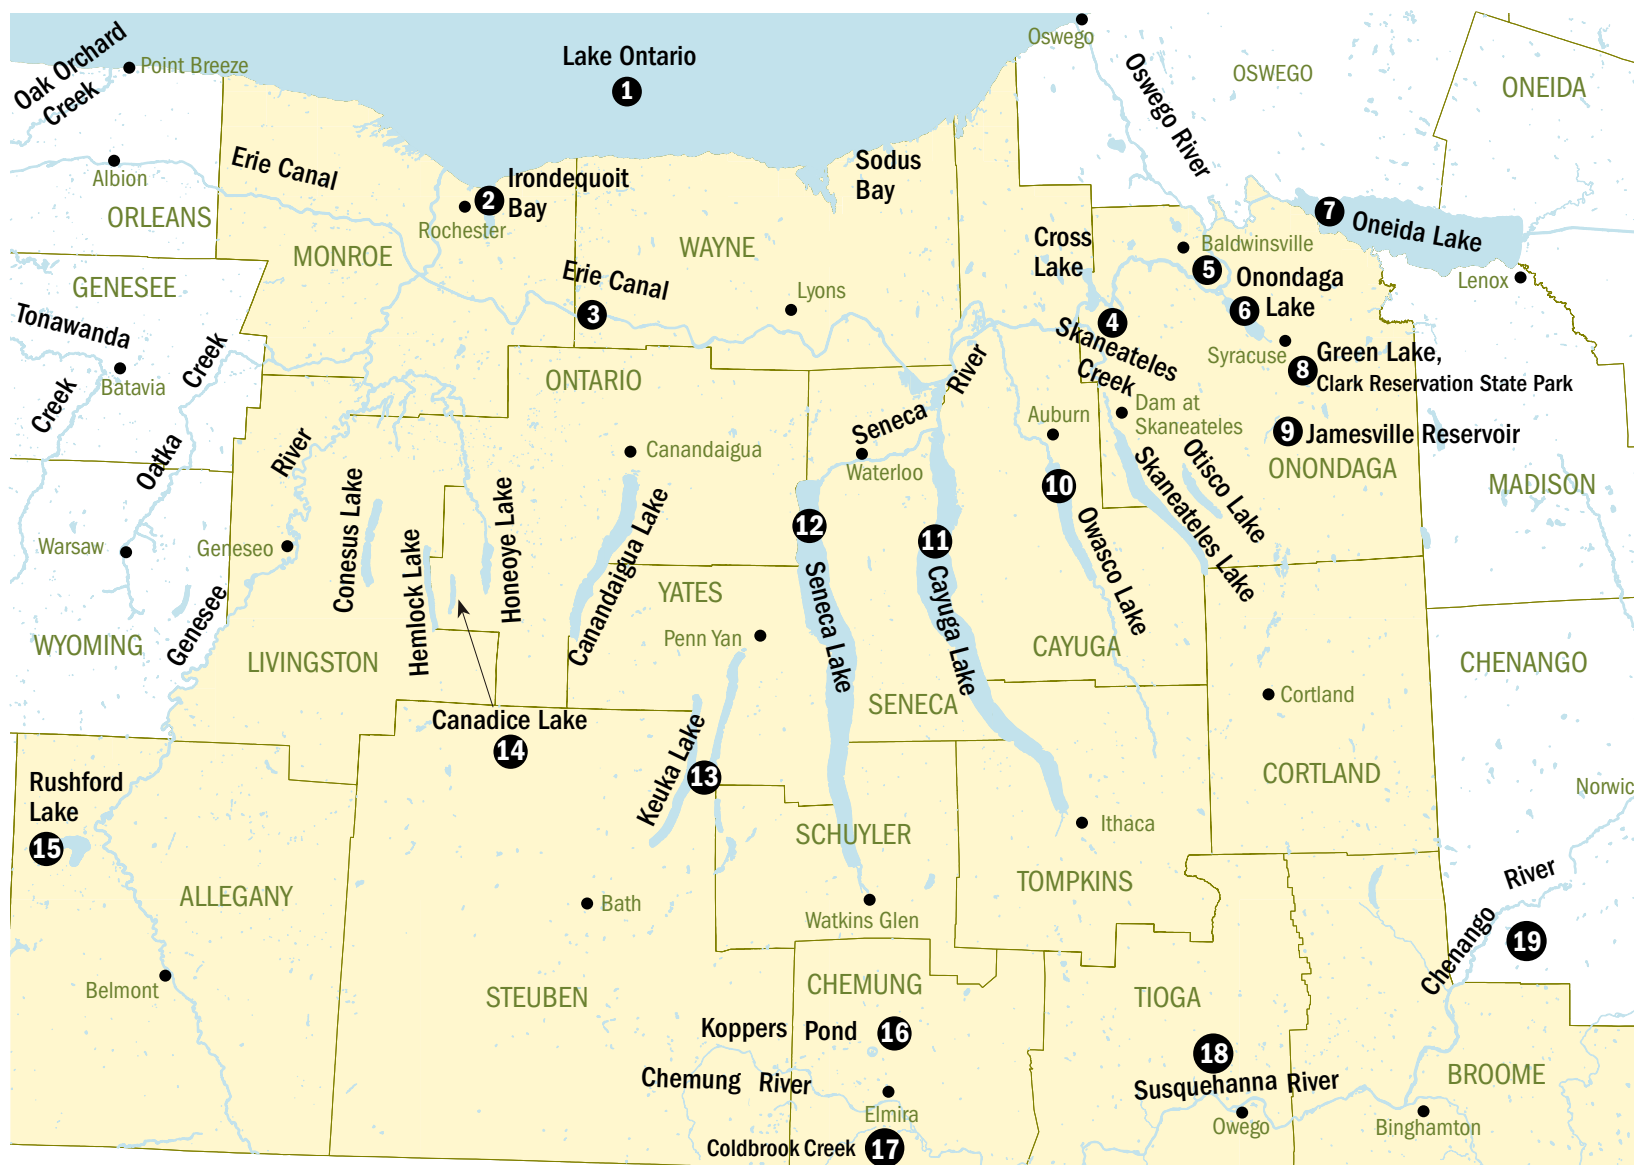 Oak Orchard
Creek
Point Breeze
Lake Ontario
1
Oswego
Oswego River
OSWEGO
ONEIDA
Albion
ORLEANS
Erie Canal
MONROE
2
Irondequoit
Bay
Rochester
Sodus
Bay
WAYNE
Erie Canal
3
Lyons
Cross
Lake
Baldwinsville
5
Onondaga
Lake
6
7
Oneida Lake
Lenox
GENESEE
Tonawanda
Creek
Batavia
Oatka
Creek
ONTARIO
4
Skaneateles
Creek
Syracuse
8
Green Lake,
Clark Reservation State Park
Dam at
Skaneateles
9
Jamesville Reservoir
ONONDAGA
MADISON
Seneca
River
Waterloo
Auburn
Canandaigua
Otisco Lake
Skaneateles Lake
10
Owasco Lake
11
Cayuga Lake
12
Seneca Lake
Canandaigua Lake
Honeoye Lake
Hemlock Lake
Conesus Lake
Genesee
River
Geneseo
Warsaw
WYOMING
LIVINGSTON
YATES
Penn Yan
CAYUGA
SENECA
CHENANGO
Cortland
CORTLAND
Norwic
Canadice Lake
14
Keuka Lake
13
Rushford
Lake
15
SCHUYLER
Ithaca
TOMPKINS
ALLEGANY
Bath
Watkins Glen
Chenango
River
19
Belmont
STEUBEN
CHEMUNG
TIOGA
Koppers Pond
16
Chemung River
18
Susquehanna River
BROOME
Elmira
Owego
Binghamton
Coldbrook Creek
17